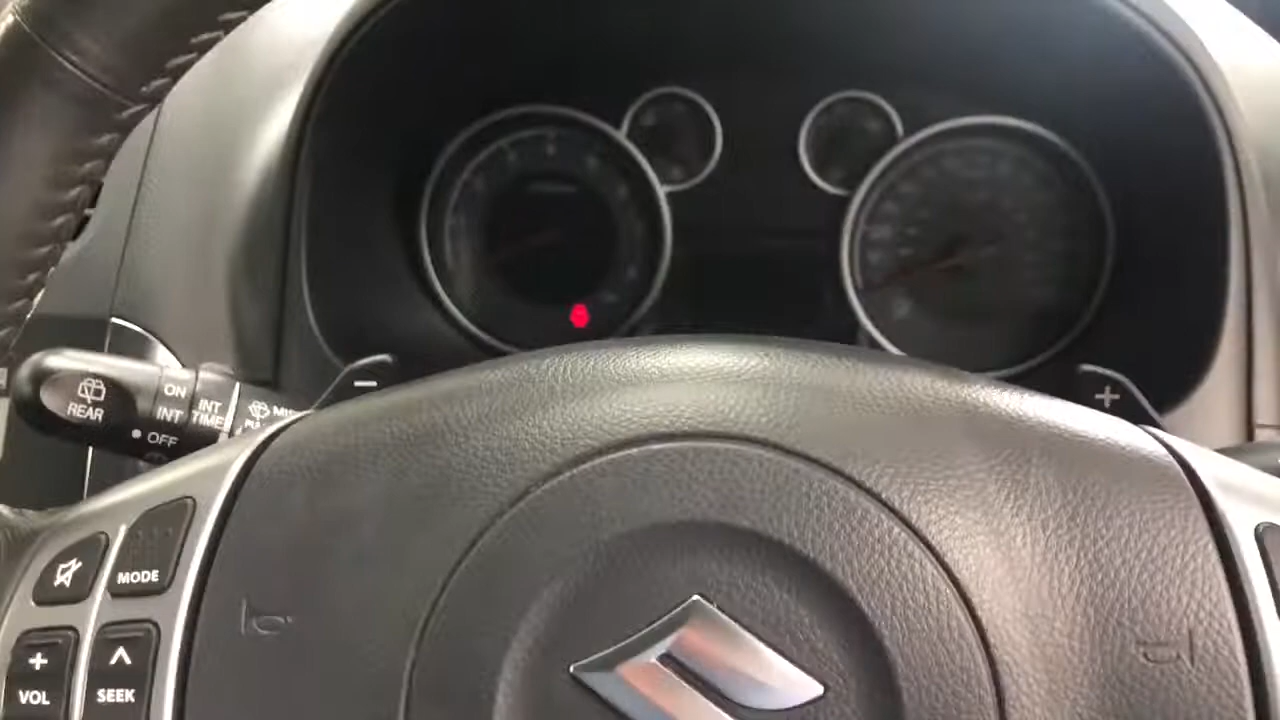 REAR
ON
INT
OFF
INT
TIME
−
+
MODE
+
VOL
SEEK